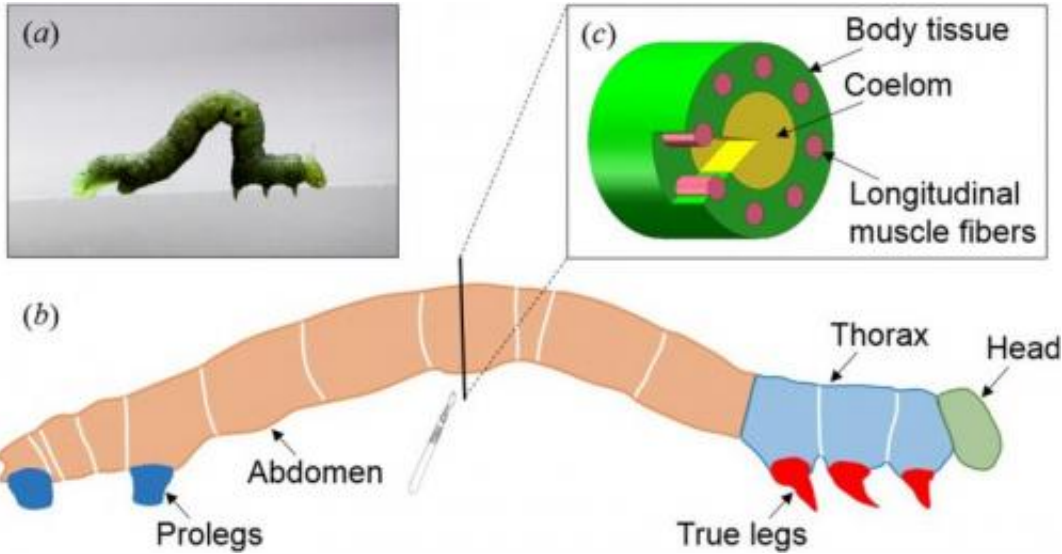 (a)
(c)
Body tissue
Coelom
Longitudinal
muscle fibers
(b)
Thorax
Head
Abdomen
Prolegs
True legs